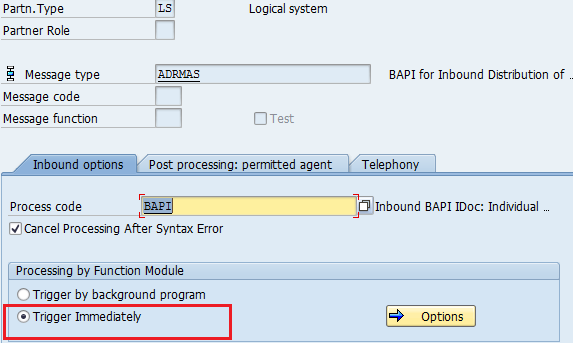 Partn.Type LS Logical system
Partner Role
Message type ADRMAS BAPI for Inbound Distribution of ...
Message code
Message function Test
Inbound options Post processing: permitted agent Telephony
Process code BAPI Inbound BAPI IDoc: Individual ...
Cancel Processing After Syntax Error
Processing by Function Module
Trigger by background program
Trigger Immediately Options